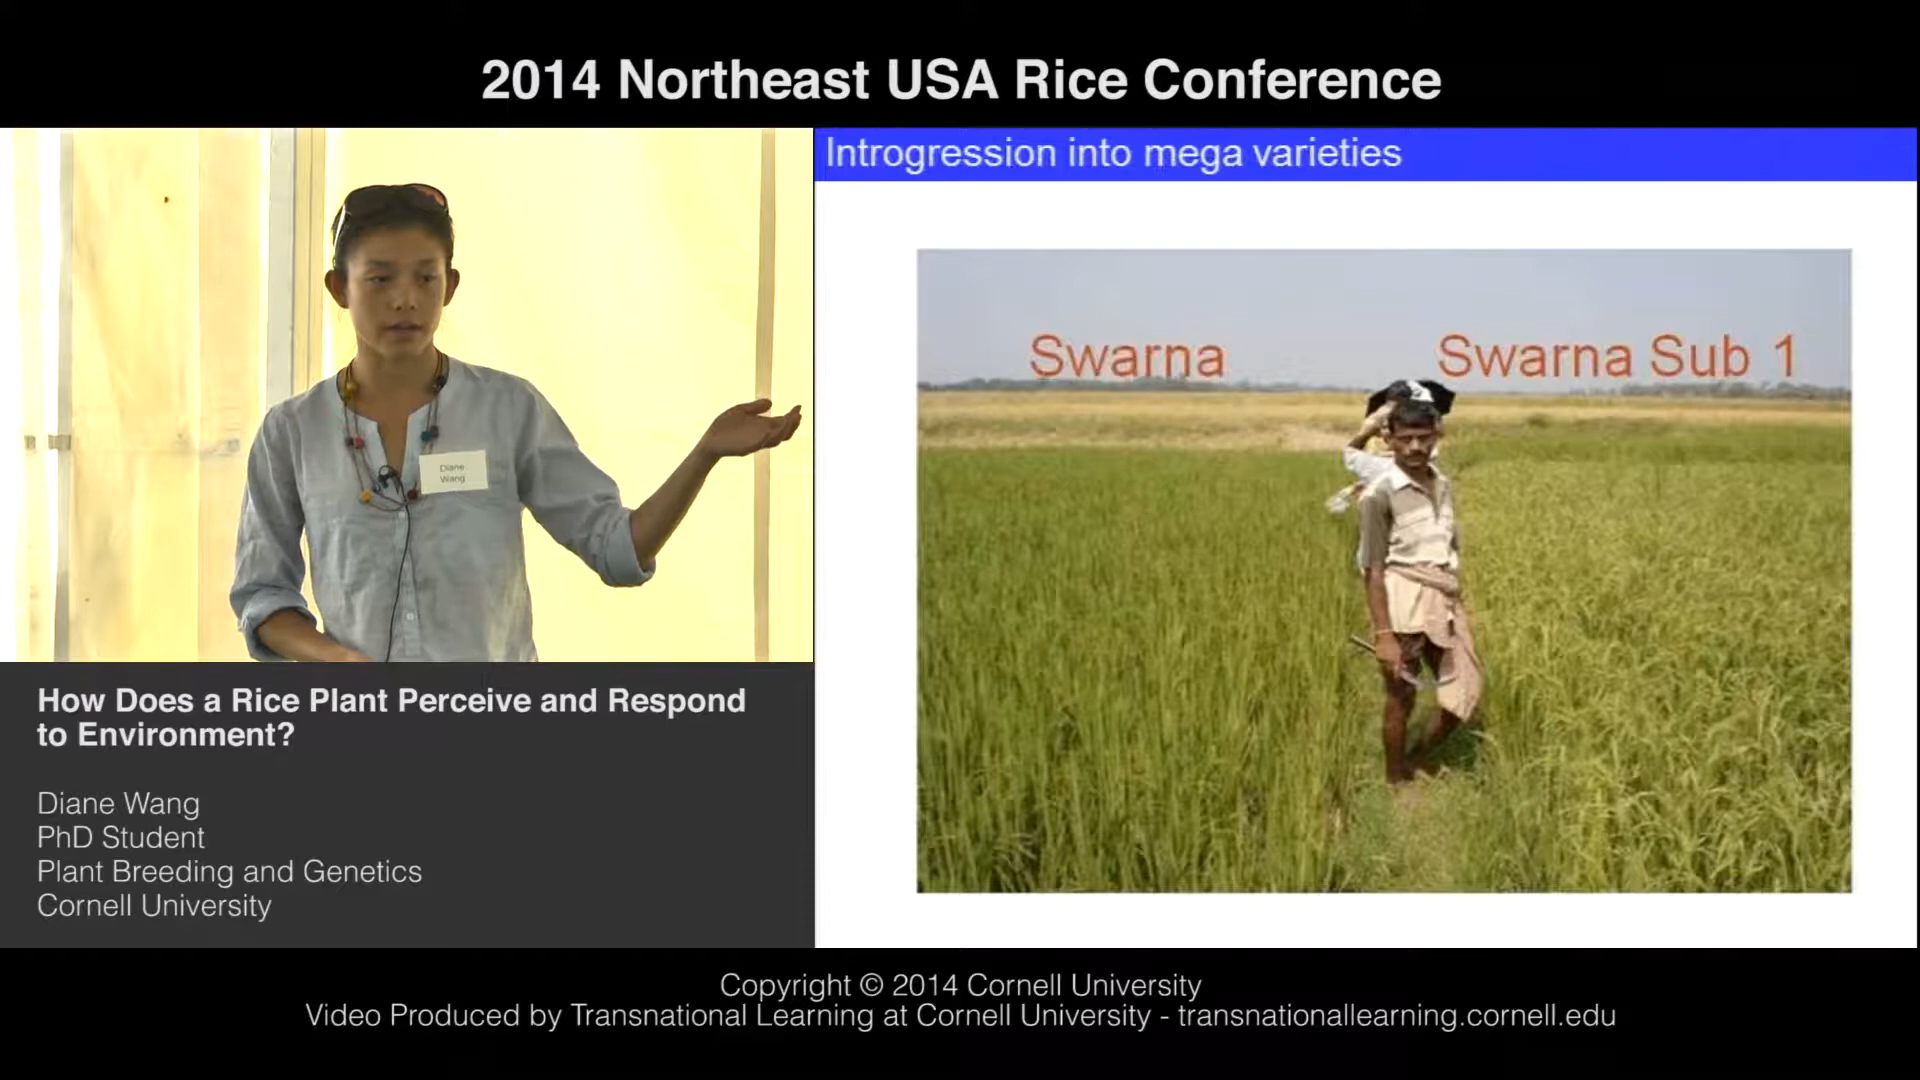 2014 Northeast USA Rice Conference
Introgression into mega varieties
Swarna
Swarna Sub 1
Diane
Wang
How Does a Rice Plant Perceive and Respond
to Environment?
Diane Wang
PhD Student
Plant Breeding and Genetics
Cornell University
Copyright © 2014 Cornell University
Video Produced by Transnational Learning at Cornell University - transnationallearning.cornell.edu